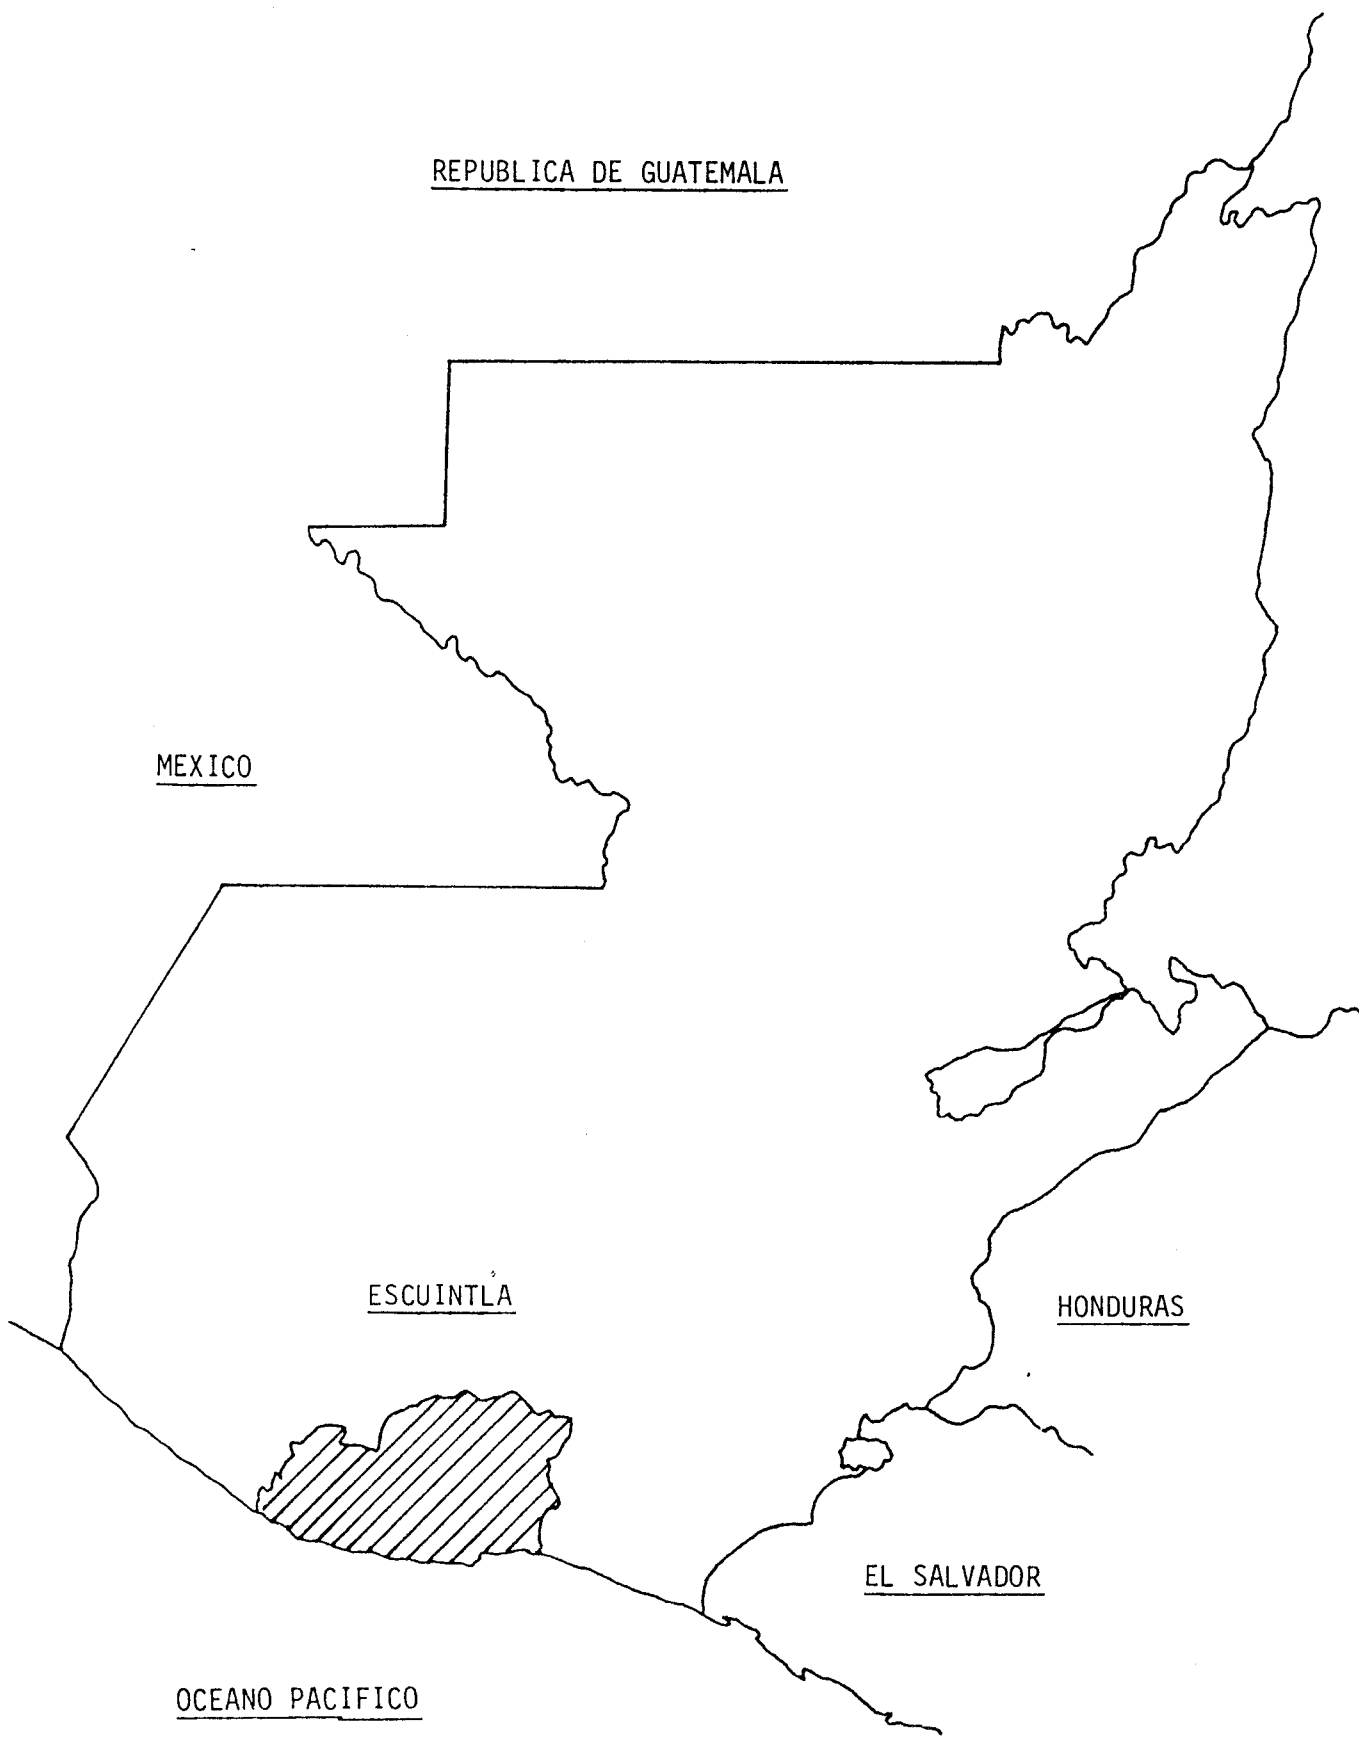 REPUBLICA DE GUATEMALA
MEXICO
ESCUINTLA
HONDURAS
EL SALVADOR
OCEANO PACIFICO